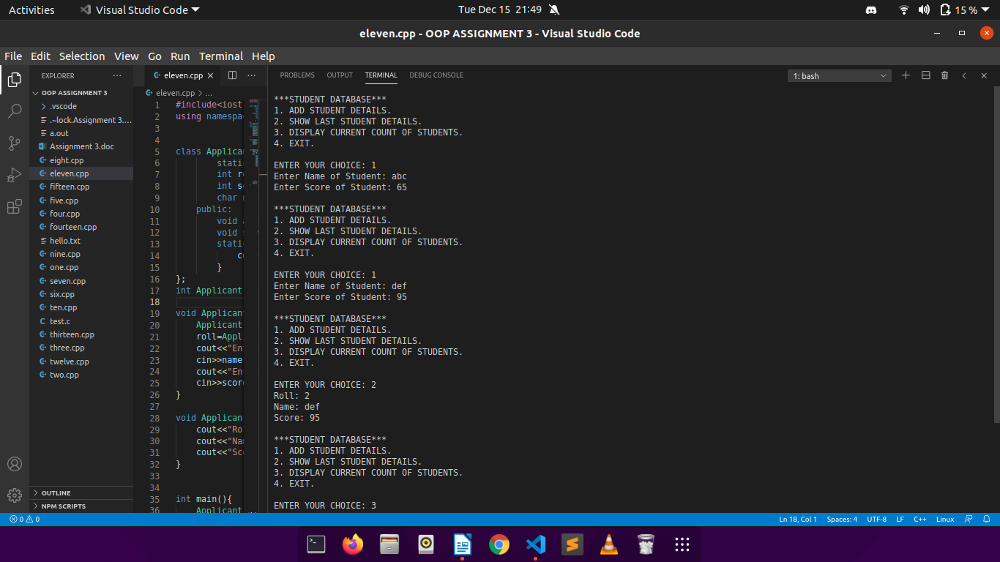 Activities Visual Studio Code Tue Dec 15 21:49 15 %
eleven.cpp - OOP ASSIGNMENT 3 - Visual Studio Code
File Edit Selection View Go Run Terminal Help
EXPLORER
OOP ASSIGNMENT 3
.vscode
.~lock.Assignment 3....
a.out
Assignment 3.doc
eight.cpp
eleven.cpp
fifteen.cpp
five.cpp
four.cpp
fourteen.cpp
hello.txt
nine.cpp
one.cpp
seven.cpp
six.cpp
ten.cpp
test.c
thirteen.cpp
three.cpp
twelve.cpp
two.cpp
OUTLINE
NPM SCRIPTS
eleven.cpp
eleven.cpp > ...
1 #include<iost
2 using namespac
3
4
5 class Applican
6 stati
7 int r
8 int s
9 char
10 public:
11 void a
12 void
13 stati
14 c
15 }
16 };
17 int Applicant
18
19 void Applican
20 Applicant
21 roll=Appl
22 cout<<"En
23 cin>>name
24 cout<<"En
25 cin>>score
26 }
27
28 void Applican
29 cout<<"Ro
30 cout<<"Na
31 cout<<"Sc
32 }
33
34
35 int main(){
36 Applicant
PROBLEMS OUTPUT TERMINAL DEBUG CONSOLE 1: bash
***STUDENT DATABASE***
1. ADD STUDENT DETAILS.
2. SHOW LAST STUDENT DETAILS.
3. DISPLAY CURRENT COUNT OF STUDENTS.
4. EXIT.
ENTER YOUR CHOICE: 1
Enter Name of Student: abc
Enter Score of Student: 65
***STUDENT DATABASE***
1. ADD STUDENT DETAILS.
2. SHOW LAST STUDENT DETAILS.
3. DISPLAY CURRENT COUNT OF STUDENTS.
4. EXIT.
ENTER YOUR CHOICE: 1
Enter Name of Student: def
Enter Score of Student: 95
***STUDENT DATABASE***
1. ADD STUDENT DETAILS.
2. SHOW LAST STUDENT DETAILS.
3. DISPLAY CURRENT COUNT OF STUDENTS.
4. EXIT.
ENTER YOUR CHOICE: 2
Roll: 2
Name: def
Score: 95
***STUDENT DATABASE***
1. ADD STUDENT DETAILS.
2. SHOW LAST STUDENT DETAILS.
3. DISPLAY CURRENT COUNT OF STUDENTS.
4. EXIT.
ENTER YOUR CHOICE: 3
0 0 Ln 18, Col 1 Spaces: 4 UTF-8 LF C++ Linux